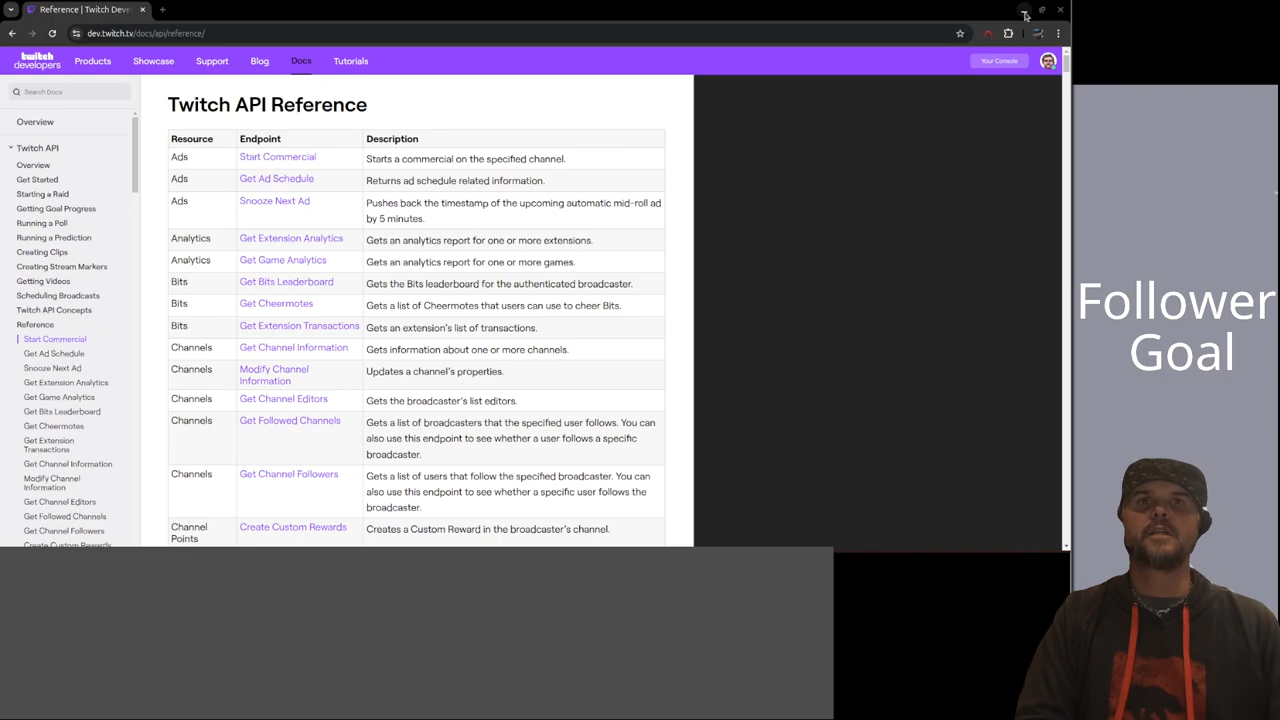 Reference | Twitch Deve
dev.twitch.tv/docs/api/reference/
twitch
developers
Products
Showcase
Support
Blog
Docs
Tutorials
Your Console
Search Docs
Overview
Twitch API
Overview
Get Started
Starting a Raid
Getting Goal Progress
Running a Poll
Running a Prediction
Creating Clips
Creating Stream Markers
Getting Videos
Scheduling Broadcasts
Twitch API Concepts
Reference
Start Commercial
Get Ad Schedule
Snooze Next Ad
Get Extension Analytics
Get Game Analytics
Get Bits Leaderboard
Get Cheermotes
Get Extension
Transactions
Get Channel Information
Modify Channel
Information
Get Channel Editors
Get Followed Channels
Get Channel Followers
Create Custom Rewards
Twitch API Reference
Resource Endpoint Description
Ads Start Commercial Starts a commercial on the specified channel.
Ads Get Ad Schedule Returns ad schedule related information.
Ads Snooze Next Ad Pushes back the timestamp of the upcoming automatic mid-roll ad
by 5 minutes.
Analytics Get Extension Analytics Gets an analytics report for one or more extensions.
Analytics Get Game Analytics Gets an analytics report for one or more games.
Bits Get Bits Leaderboard Gets the Bits leaderboard for the authenticated broadcaster.
Bits Get Cheermotes Gets a list of Cheermotes that users can use to cheer Bits.
Bits Get Extension Transactions Gets an extension's list of transactions.
Channels Get Channel Information Gets information about one or more channels.
Channels Modify Channel Updates a channel's properties.
Information
Channels Get Channel Editors Gets the broadcaster's list editors.
Channels Get Followed Channels Gets a list of broadcasters that the specified user follows. You can
also use this endpoint to see whether a user follows a specific
broadcaster.
Channels Get Channel Followers Gets a list of users that follow the specified broadcaster. You can
also use this endpoint to see whether a specific user follows the
broadcaster.
Channel Create Custom Rewards Creates a Custom Reward in the broadcaster's channel.
Points
Follower
Goal